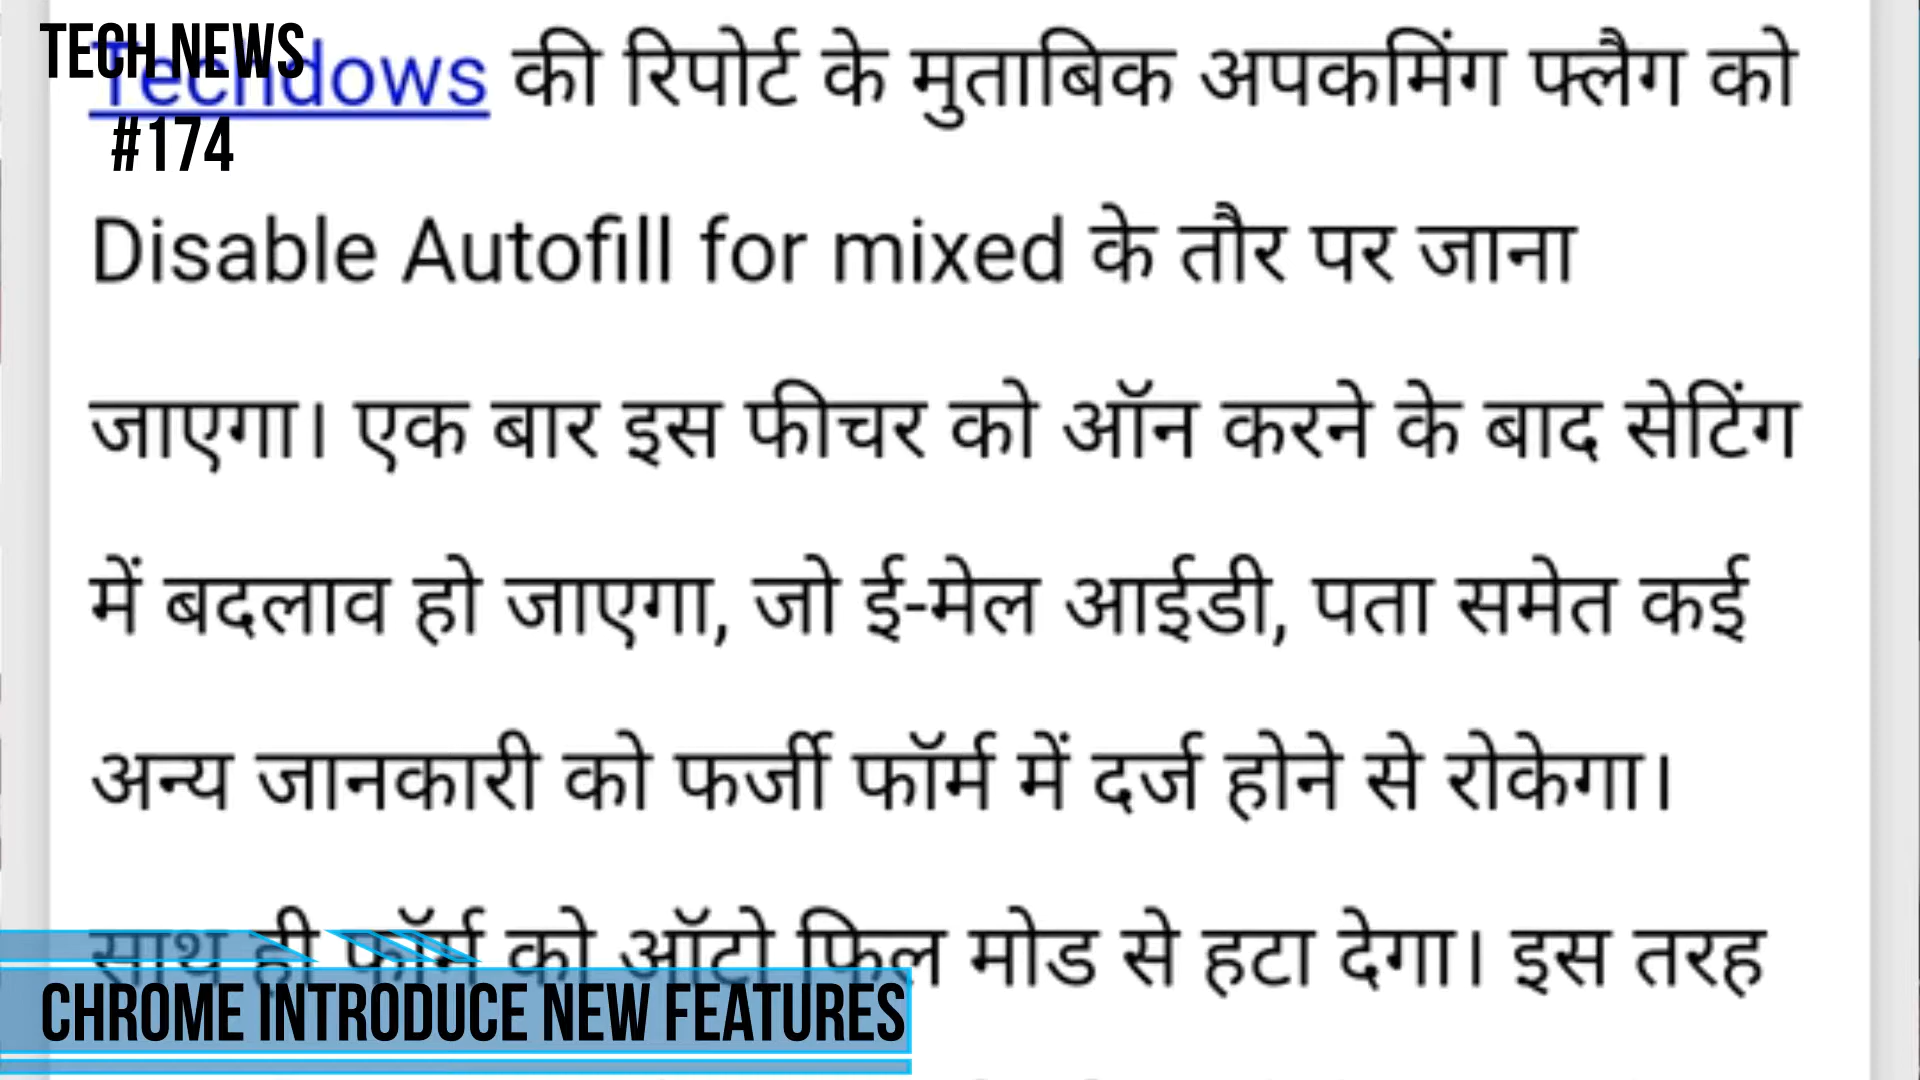 TECH NEWS
#174
Techdows की रिपोर्ट के मुताबिक अपकमिंग फ्लैग को
Disable Autofill for mixed के तौर पर जाना
जाएगा। एक बार इस फीचर को ऑन करने के बाद सेटिंग
में बदलाव हो जाएगा, जो ई-मेल आईडी, पता समेत कई
अन्य जानकारी को फर्जी फॉर्म में दर्ज होने से रोकेगा।
साथ ही फॉर्म को ऑटो फिल मोड से हटा देगा। इस तरह
CHROME INTRODUCE NEW FEATURES